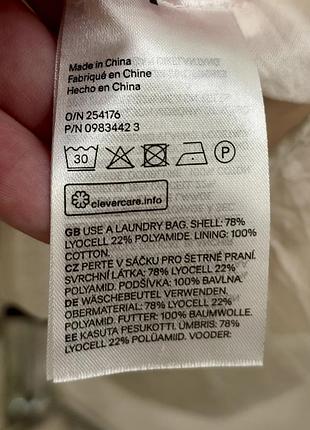 Made in China
Fabriqué en Chine
Hecho en China
O/N 254176
P/N 0983442 3
30 P
clevercare.info
GB USE A LAUNDRY BAG. SHELL: 78%
LYOCELL 22% POLYAMIDE. LINING: 100%
COTTON.
CZ PERTE V SÁČKU PRO ŠETRNÉ PRANÍ.
SVRCHNÍ LÁTKA: 78% LYOCELL 22%
POLYAMID. PODŠÍVKA: 100% BAVLNA.
DE WÄSCHEBEUTEL VERWENDEN.
OBERMATERIAL: 78% LYOCELL 22%
POLYAMID. FUTTER: 100% BAUMWOLLE.
EE KASUTA PESUKOTTI. ÜMBRIS: 78%
LYOCELL 22% POLÜAMIID. VOODER: